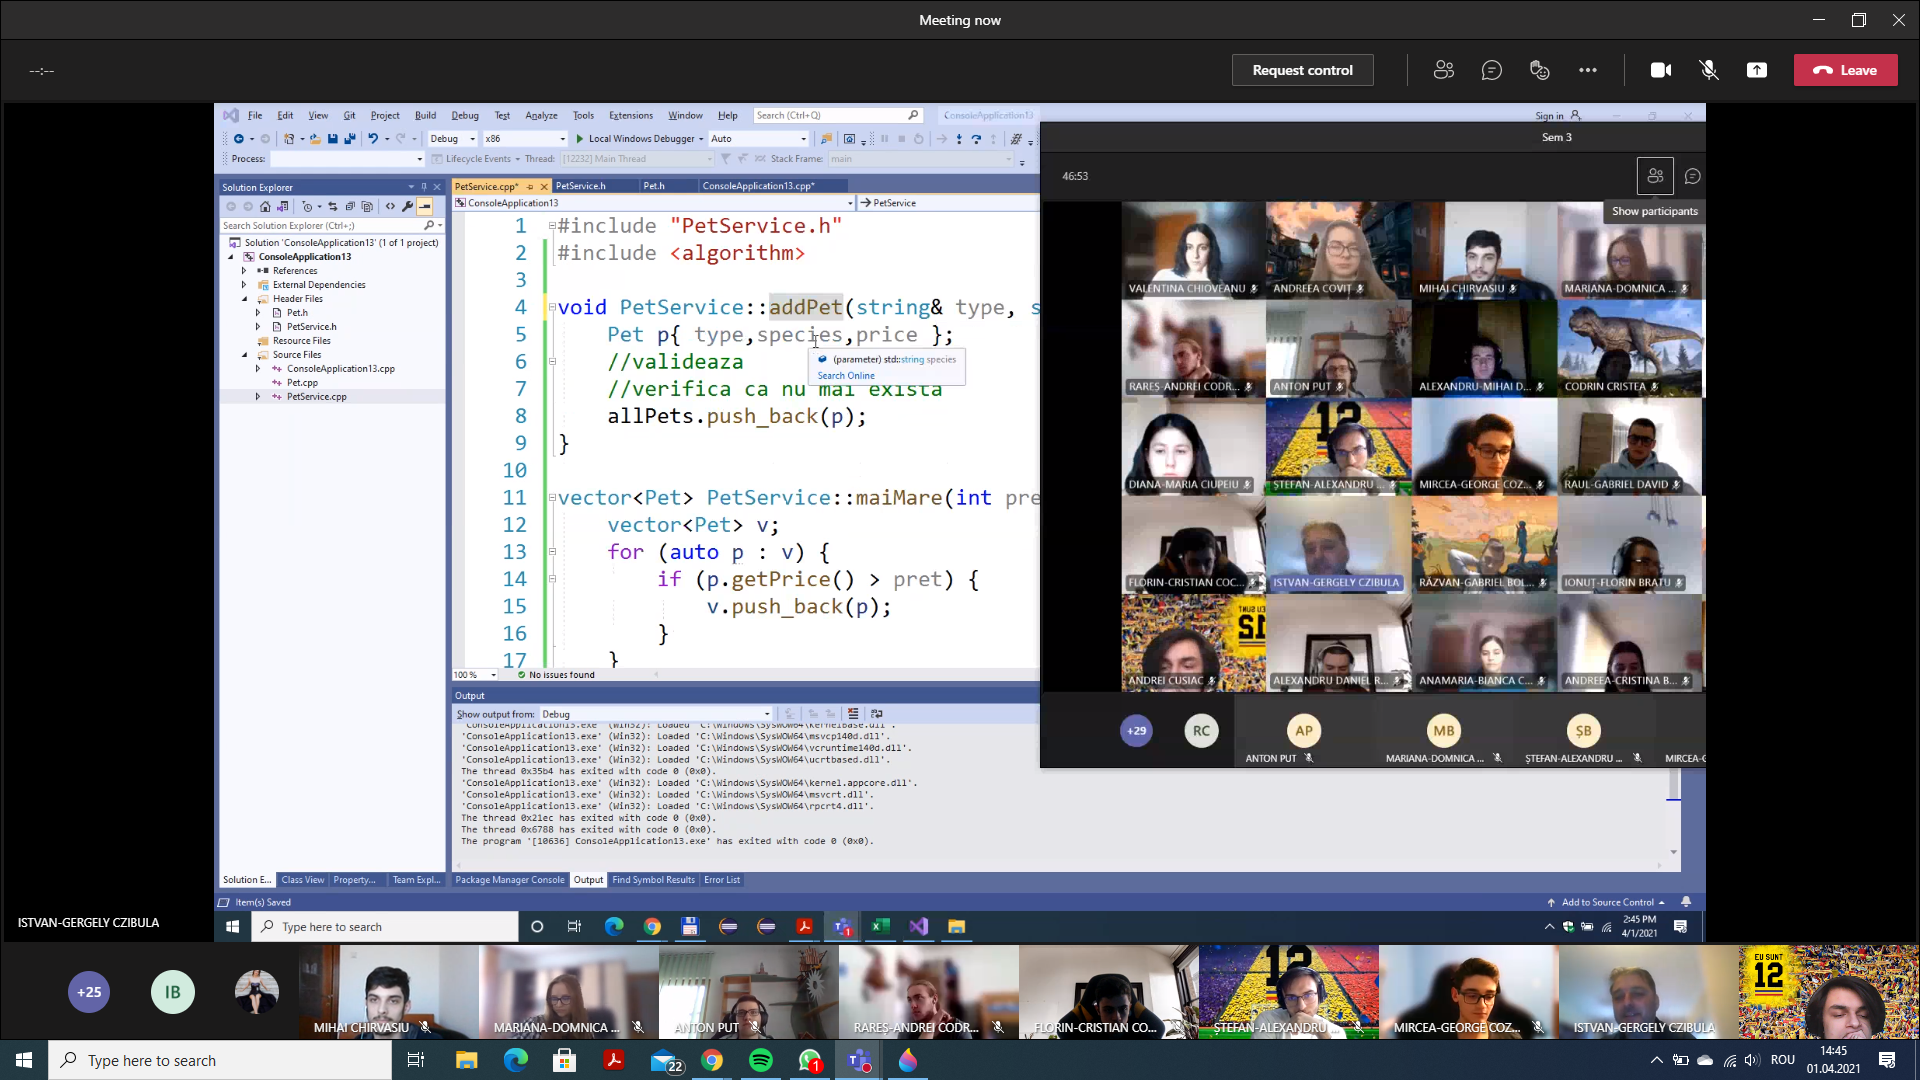 Meeting now
--:--
Request control
Leave
File Edit View Git Project Build Debug Test Analyze Tools Extensions Window Help Search (Ctrl+Q) ConsoleApplication13 Sign in
Debug x86 Local Windows Debugger Auto
Process: Lifecycle Events Thread: [12232] Main Thread Stack Frame: main
Solution Explorer
Search Solution Explorer (Ctrl+;)
Solution 'ConsoleApplication13' (1 of 1 project)
ConsoleApplication13
References
External Dependencies
Header Files
Pet.h
PetService.h
Resource Files
Source Files
ConsoleApplication13.cpp
Pet.cpp
PetService.cpp
PetService.cpp* PetService.h Pet.h ConsoleApplication13.cpp*
ConsoleApplication13 PetService
1 #include "PetService.h"
2 #include <algorithm>
3
4 void PetService::addPet(string& type, s
5 Pet p{ type,species,price };
6 //valideaza
7 //verifica ca nu mai exista
8 allPets.push_back(p);
9 }
10
11 vector<Pet> PetService::maiMare(int pre
12 vector<Pet> v;
13 for (auto p : v) {
14 if (p.getPrice() > pret) {
15 v.push_back(p);
16 }
17 }
(parameter) std::string species
Search Online
100 % No issues found
Output
Show output from: Debug
'ConsoleApplication13.exe' (Win32): Loaded 'C:\Windows\SysWOW64\KernelBase.dll'.
'ConsoleApplication13.exe' (Win32): Loaded 'C:\Windows\SysWOW64\msvcp140d.dll'.
'ConsoleApplication13.exe' (Win32): Loaded 'C:\Windows\SysWOW64\vcruntime140d.dll'.
'ConsoleApplication13.exe' (Win32): Loaded 'C:\Windows\SysWOW64\ucrtbased.dll'.
The thread 0x35b4 has exited with code 0 (0x0).
'ConsoleApplication13.exe' (Win32): Loaded 'C:\Windows\SysWOW64\kernel.appcore.dll'.
'ConsoleApplication13.exe' (Win32): Loaded 'C:\Windows\SysWOW64\msvcrt.dll'.
'ConsoleApplication13.exe' (Win32): Loaded 'C:\Windows\SysWOW64\rpcrt4.dll'.
The thread 0x21ec has exited with code 0 (0x0).
The thread 0x6788 has exited with code 0 (0x0).
The program '[10636] ConsoleApplication13.exe' has exited with code 0 (0x0).
Solution E... Class View Property... Team Expl... Package Manager Console Output Find Symbol Results Error List
Item(s) Saved Add to Source Control
Sem 3
46:53
Show participants
VALENTINA CHIOVEANU ANDREEA COVIT MIHAI CHIRVASIU MARIANA-DOMNICA ...
RARES-ANDREI CODR... ANTON PUT ALEXANDRU-MIHAI D... CODRIN CRISTEA
DIANA-MARIA CIUPEIU ȘTEFAN-ALEXANDRU ... MIRCEA-GEORGE COZ... RAUL-GABRIEL DAVID
12
FLORIN-CRISTIAN COC... ISTVAN-GERGELY CZIBULA RĂZVAN-GABRIEL BOL... IONUȚ-FLORIN BRATU
ANDREI CUSIAC ALEXANDRU DANIEL R... ANAMARIA-BIANCA C... ANDREEA-CRISTINA B...
+29 RC AP MB ȘB
ANTON PUT MARIANA-DOMNICA ... ȘTEFAN-ALEXANDRU ... MIRCEA-G
ISTVAN-GERGELY CZIBULA
Type here to search
2:45 PM
4/1/2021
+25 IB
EU SUNT
12
12
MIHAI CHIRVASIU MARIANA-DOMNICA ... ANTON PUT RARES-ANDREI CODR... FLORIN-CRISTIAN CO... ȘTEFAN-ALEXANDRU ... MIRCEA-GEORGE COZ... ISTVAN-GERGELY CZIBULA
Type here to search
22
1
ROU
14:45
01.04.2021